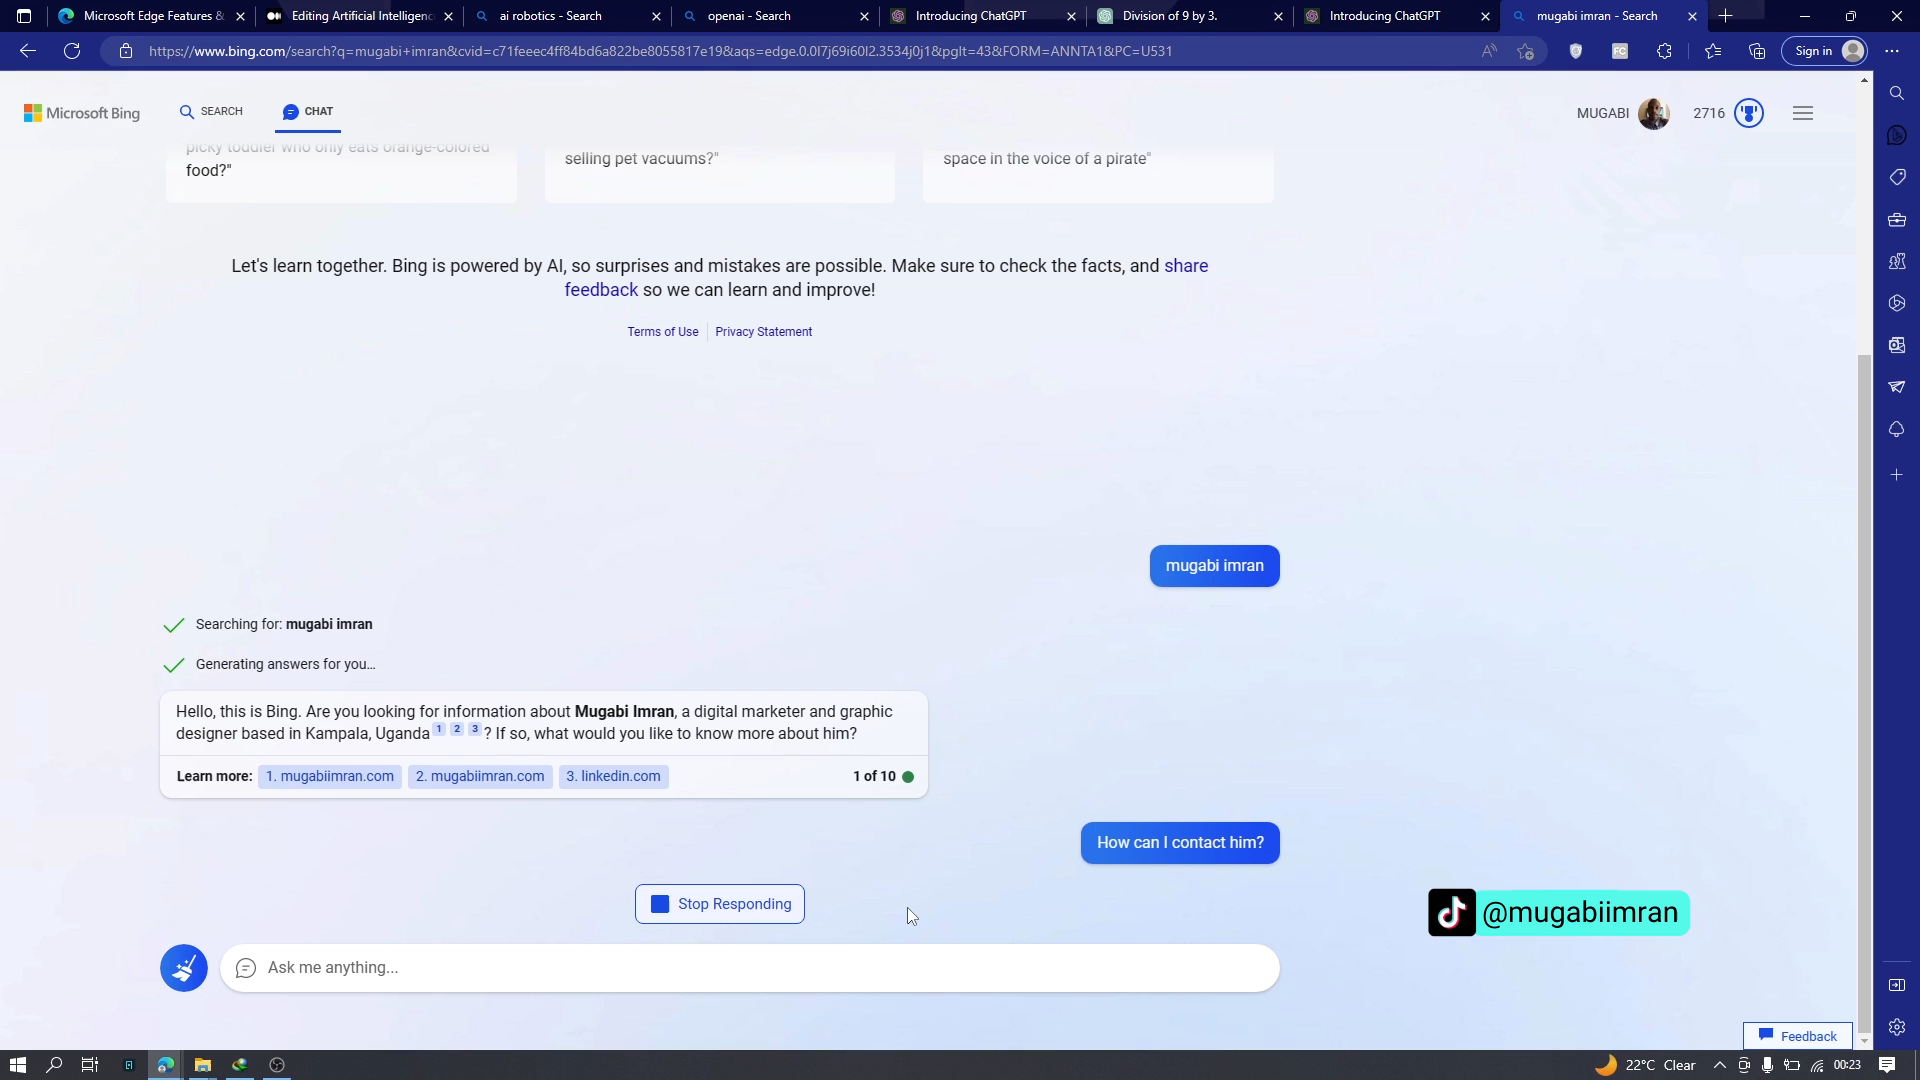 Microsoft Edge Features &
Editing Artificial Intelligenc
ai robotics - Search
openai - Search
Introducing ChatGPT
Division of 9 by 3.
Introducing ChatGPT
mugabi imran - Search
https://www.bing.com/search?q=mugabi+imran&cvid=c71feeec4ff84bd6a822be8055817e19&aqs=edge.0.0l7j69i60l2.3534j0j1&pglt=43&FORM=ANNTA1&PC=U531
Sign in
Microsoft Bing
SEARCH
CHAT
MUGABI
2716
picky toddler who only eats orange-colored
food?"
selling pet vacuums?"
space in the voice of a pirate"
Let's learn together. Bing is powered by AI, so surprises and mistakes are possible. Make sure to check the facts, and share
feedback so we can learn and improve!
Terms of Use
Privacy Statement
mugabi imran
Searching for: mugabi imran
Generating answers for you...
Hello, this is Bing. Are you looking for information about Mugabi Imran, a digital marketer and graphic
designer based in Kampala, Uganda 1 2 3 ? If so, what would you like to know more about him?
Learn more: 1. mugabiimran.com 2. mugabiimran.com 3. linkedin.com 1 of 10
How can I contact him?
Stop Responding
@mugabiimran
Ask me anything...
Feedback
22°C Clear
00:23